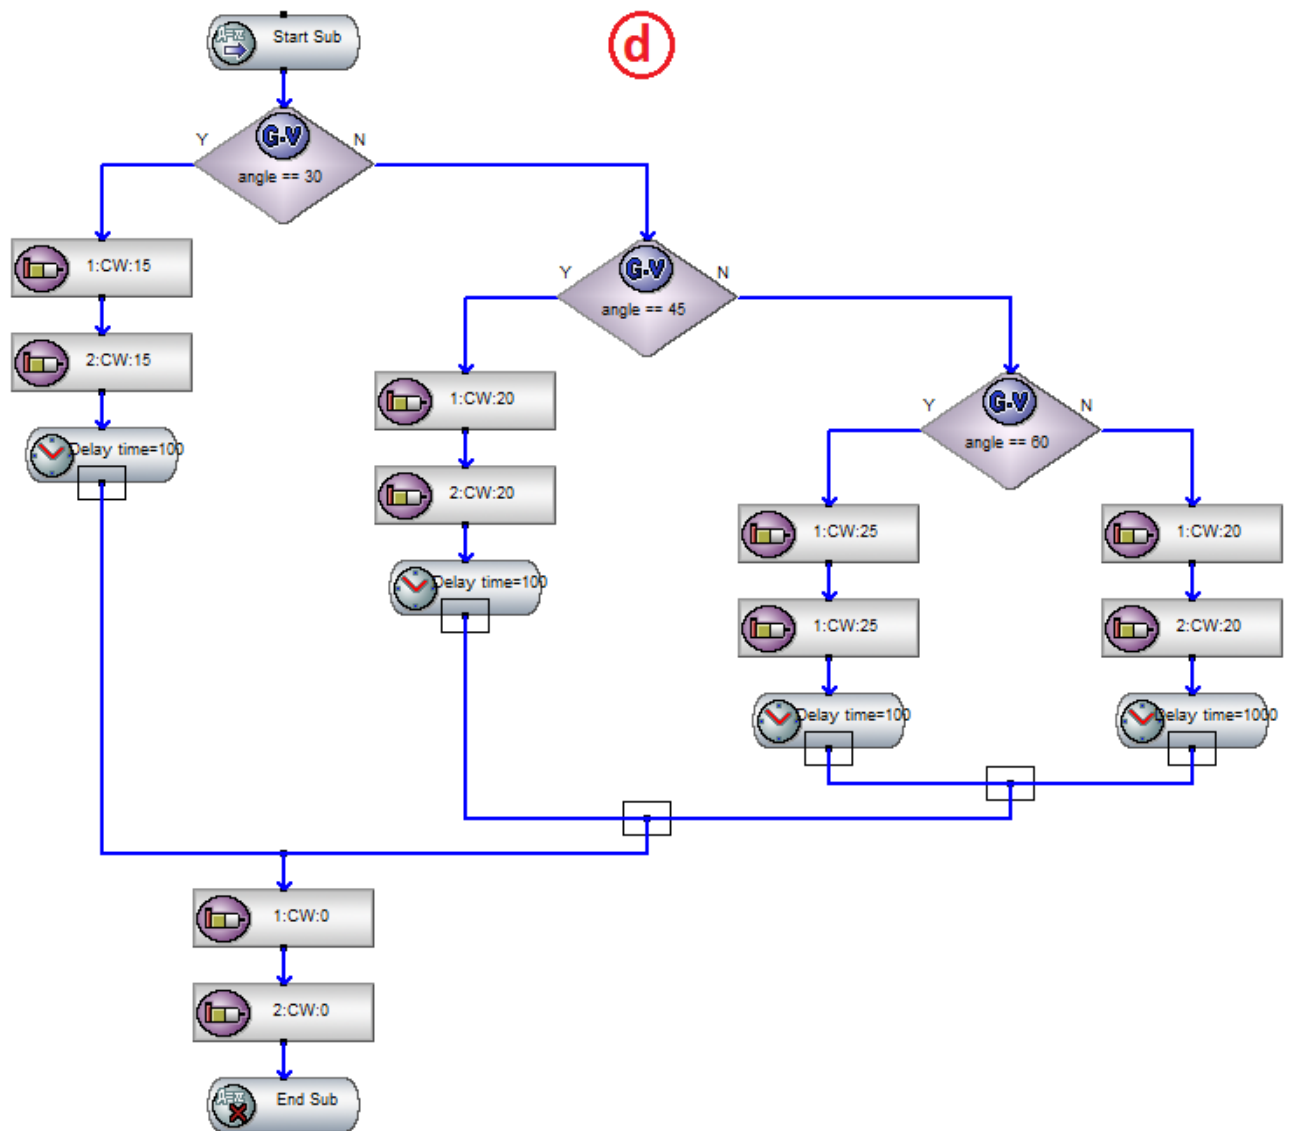 Start Sub
d
Y
N
G-V
angle == 30
1:CW:15
2:CW:15
Delay time=100
Y
N
G-V
angle == 45
1:CW:20
2:CW:20
Delay time=100
Y
N
G-V
angle == 60
1:CW:25
1:CW:25
Delay time=100
1:CW:20
2:CW:20
Delay time=1000
1:CW:0
2:CW:0
End Sub